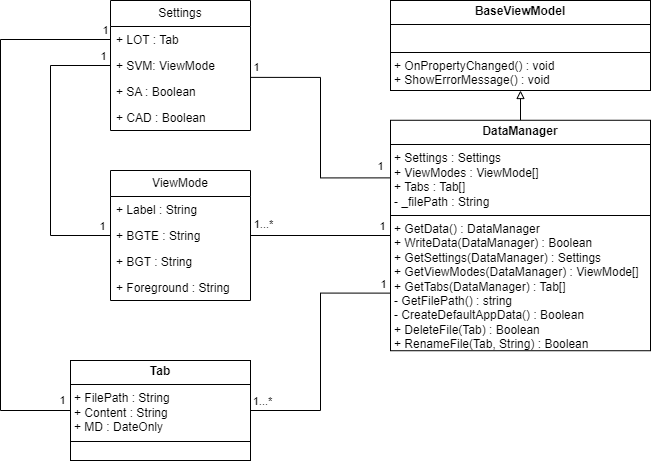 Settings
+ LOT : Tab
+ SVM: ViewMode
+ SA : Boolean
+ CAD : Boolean
1
1
1
BaseViewModel
+ OnPropertyChanged() : void
+ ShowErrorMessage() : void
DataManager
+ Settings : Settings
+ ViewModes : ViewMode[]
+ Tabs : Tab[]
- _filePath : String
+ GetData() : DataManager
+ WriteData(DataManager) : Boolean
+ GetSettings(DataManager) : Settings
+ GetViewModes(DataManager) : ViewMode[]
+ GetTabs(DataManager) : Tab[]
- GetFilePath() : string
- CreateDefaultAppData() : Boolean
+ DeleteFile(Tab) : Boolean
+ RenameFile(Tab, String) : Boolean
1
1
1
ViewMode
+ Label : String
+ BGTE : String
+ BGT : String
+ Foreground : String
1
1...*
Tab
+ FilePath : String
+ Content : String
+ MD : DateOnly
1
1...*